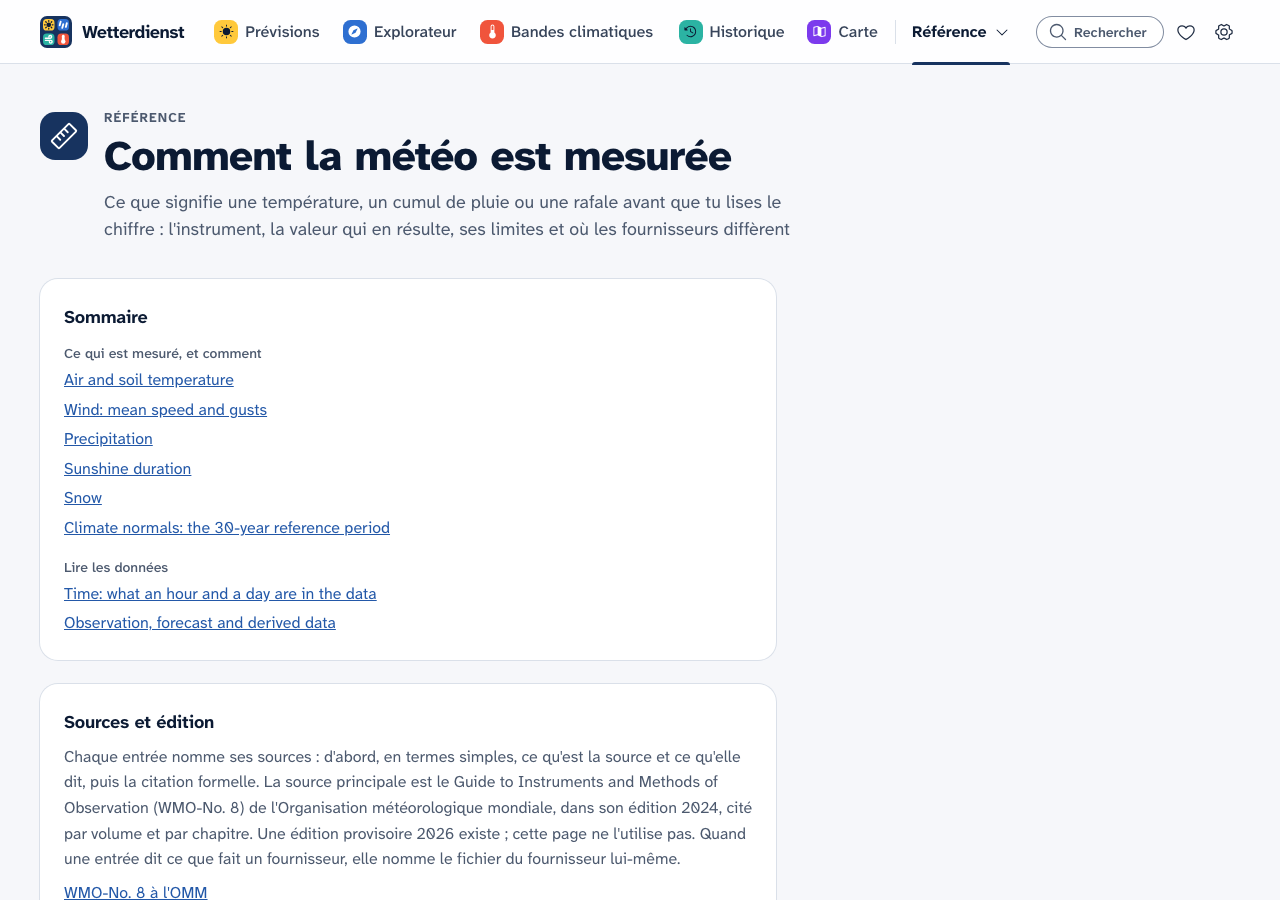 Wetterdienst
Prévisions
Explorateur
Bandes climatiques
Historique
Carte
Référence
Rechercher
RÉFÉRENCE
Comment la météo est mesurée
Ce que signifie une température, un cumul de pluie ou une rafale avant que tu lises le
chiffre : l'instrument, la valeur qui en résulte, ses limites et où les fournisseurs diffèrent
Sommaire
Ce qui est mesuré, et comment
Air and soil temperature
Wind: mean speed and gusts
Precipitation
Sunshine duration
Snow
Climate normals: the 30-year reference period
Lire les données
Time: what an hour and a day are in the data
Observation, forecast and derived data
Sources et édition
Chaque entrée nomme ses sources : d'abord, en termes simples, ce qu'est la source et ce qu'elle
dit, puis la citation formelle. La source principale est le Guide to Instruments and Methods of
Observation (WMO-No. 8) de l'Organisation météorologique mondiale, dans son édition 2024, cité
par volume et par chapitre. Une édition provisoire 2026 existe ; cette page ne l'utilise pas. Quand
une entrée dit ce que fait un fournisseur, elle nomme le fichier du fournisseur lui-même.
WMO-No. 8 à l'OMM